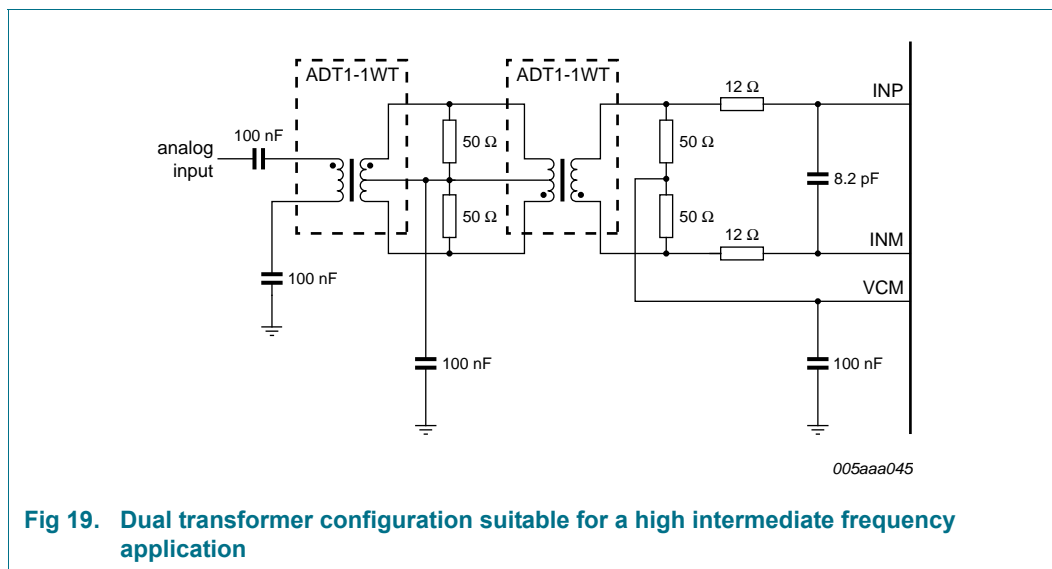 ADT1-1WT
ADT1-1WT
12 Ω
INP
100 nF
analog
input
50 Ω
50 Ω
8.2 pF
50 Ω
50 Ω
12 Ω
INM
100 nF
VCM
100 nF
100 nF
005aaa045
Fig 19. Dual transformer configuration suitable for a high intermediate frequency
application